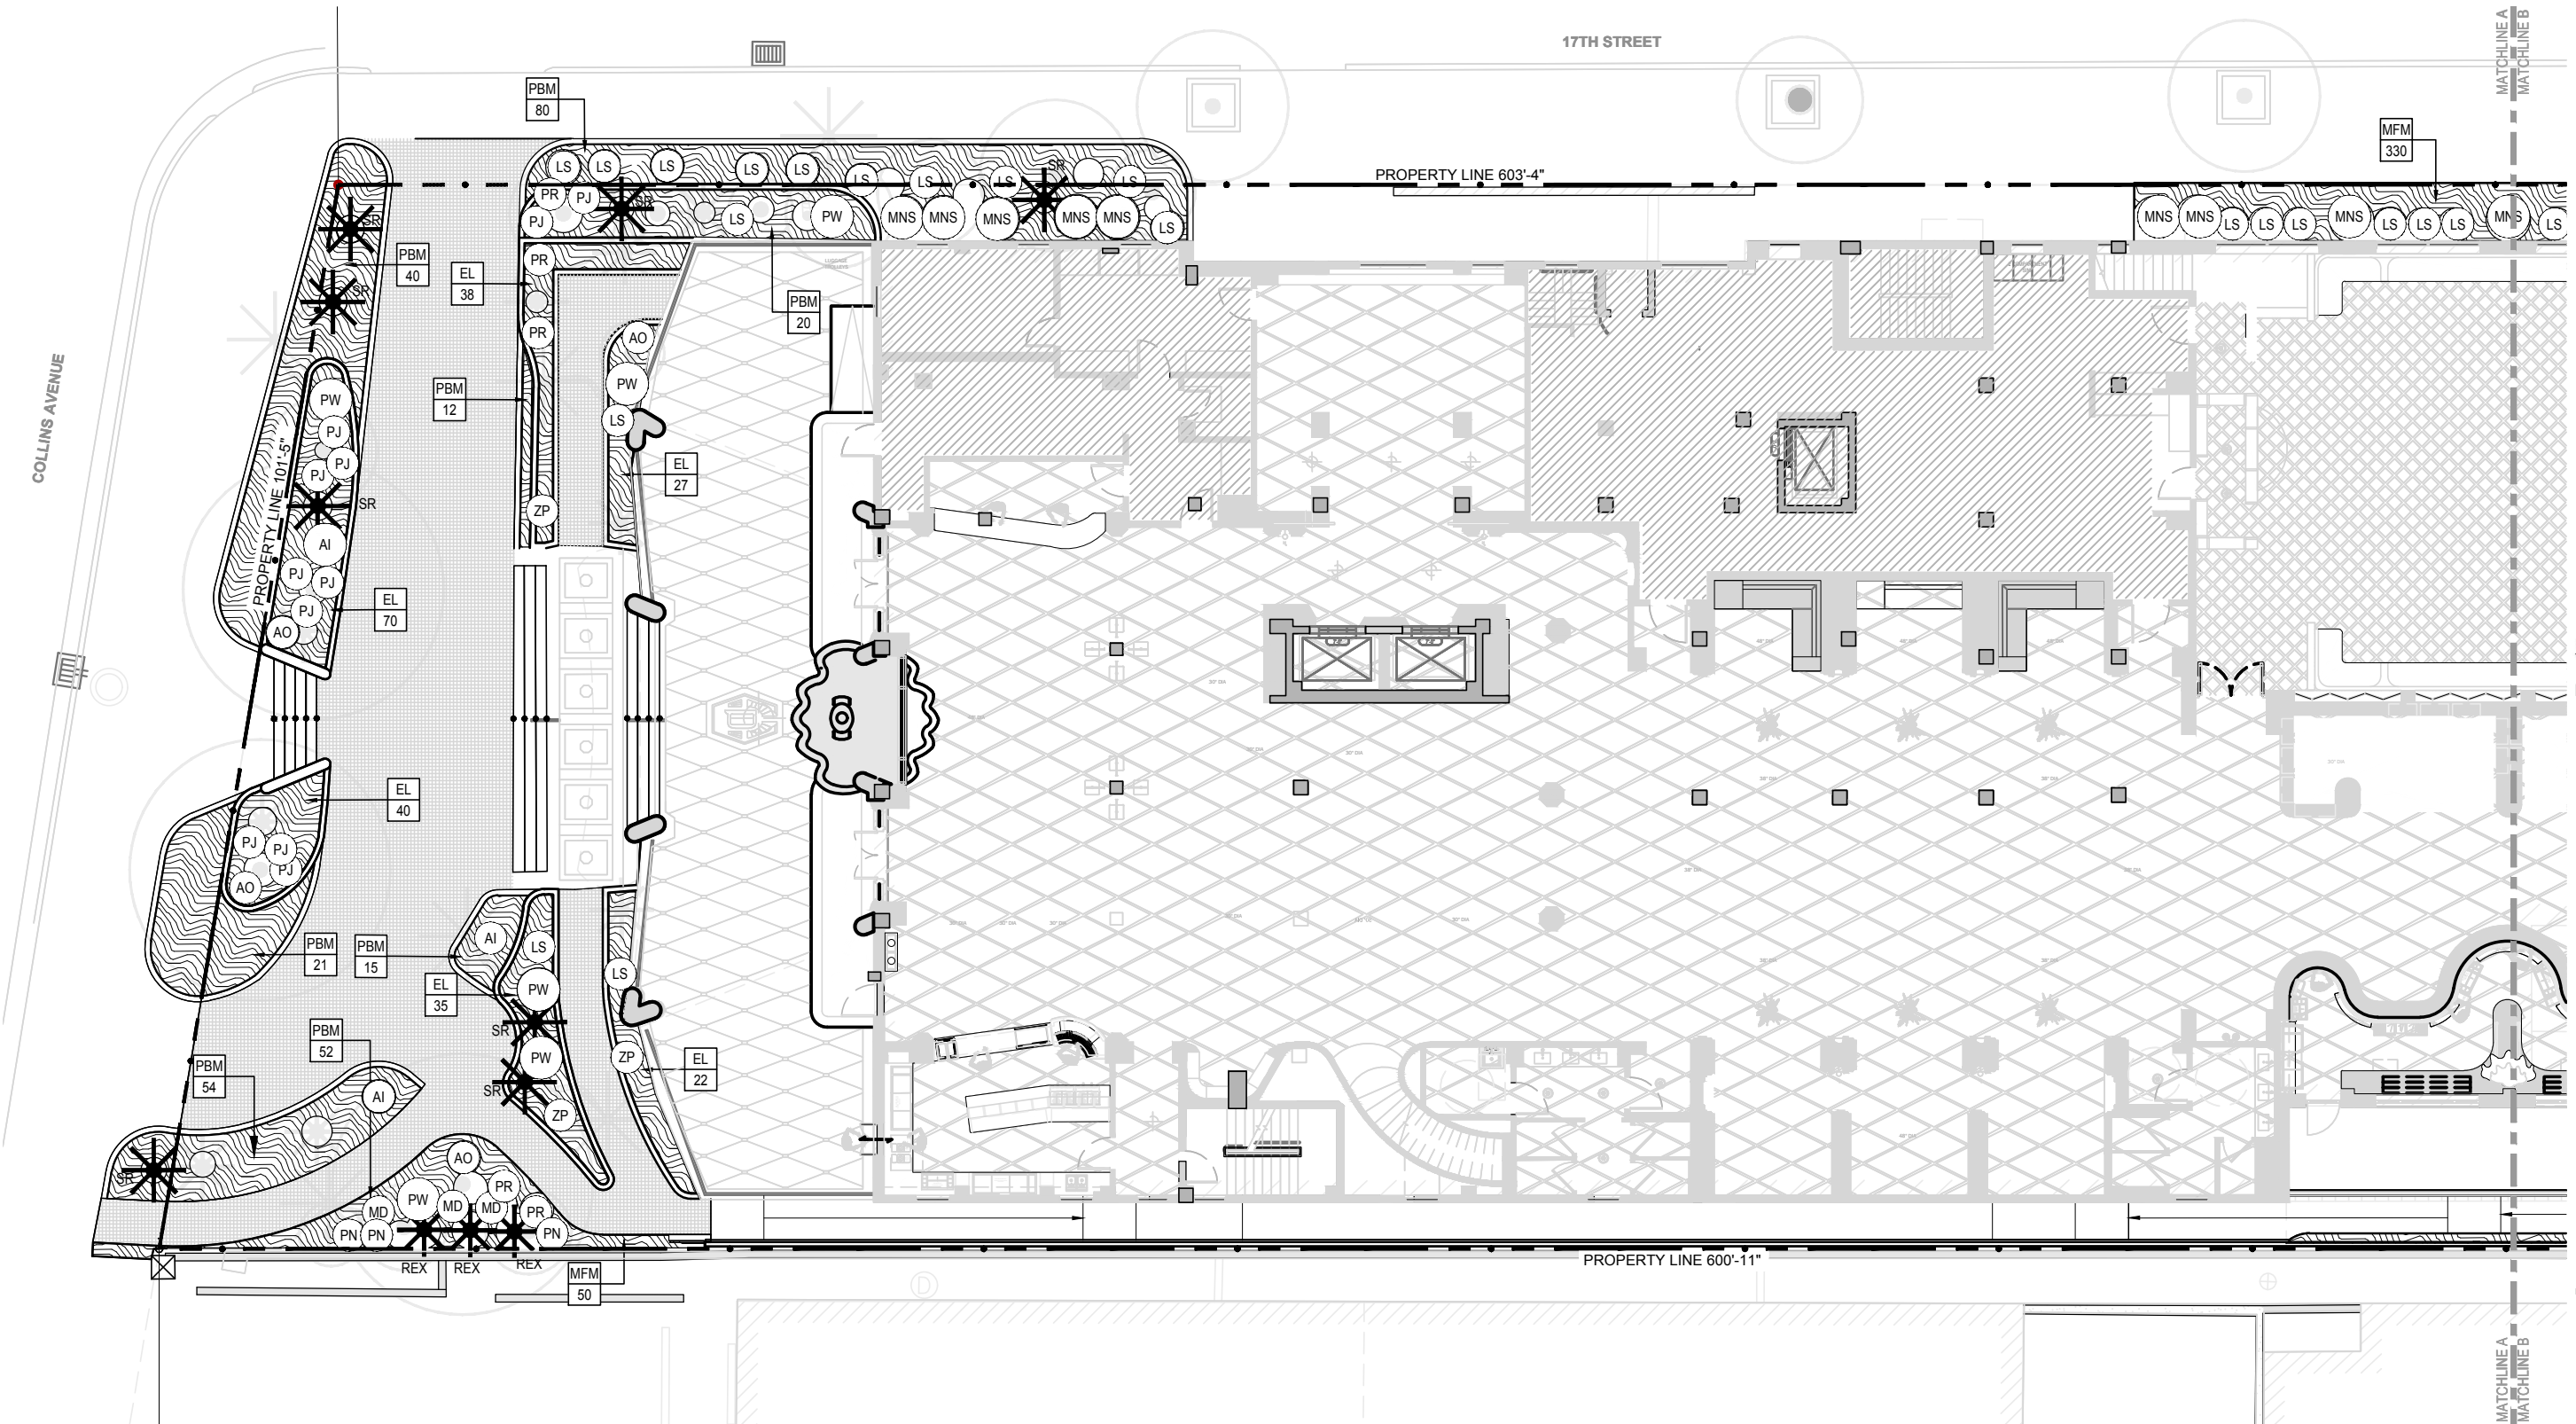 17TH STREET
MATCHLINE A
MATCHLINE B
PBM
80
MFM
330
LS
LS
LS
LS
LS
LS
LS
LS
LS
SR
PROPERTY LINE 603'-4"
PR
PJ
SR
PJ
LS
PW
MNS
MNS
MNS
MNS
MNS
LS
MNS
MNS
LS
LS
LS
MNS
LS
LS
LS
MNS
LS
SR
PBM
40
EL
38
PR
SR
PBM
20
PR
AO
COLLINS AVENUE
PBM
12
PW
PW
LS
PJ
PJ
PJ
EL
27
PROPERTY LINE 101'-5"
SR
ZP
AI
PJ
PJ
PJ
EL
70
AO
EL
40
PJ
PJ
PJ
AO
PBM
21
PBM
15
AI
LS
LS
EL
35
PW
SR
PBM
52
PW
ZP
EL
22
PBM
54
SR
AI
ZP
AO
SR
PW
PR
MD
MD
MD
PR
PN
PN
PN
REX
REX
REX
MFM
50
PROPERTY LINE 600'-11"
D
MATCHLINE A
MATCHLINE B